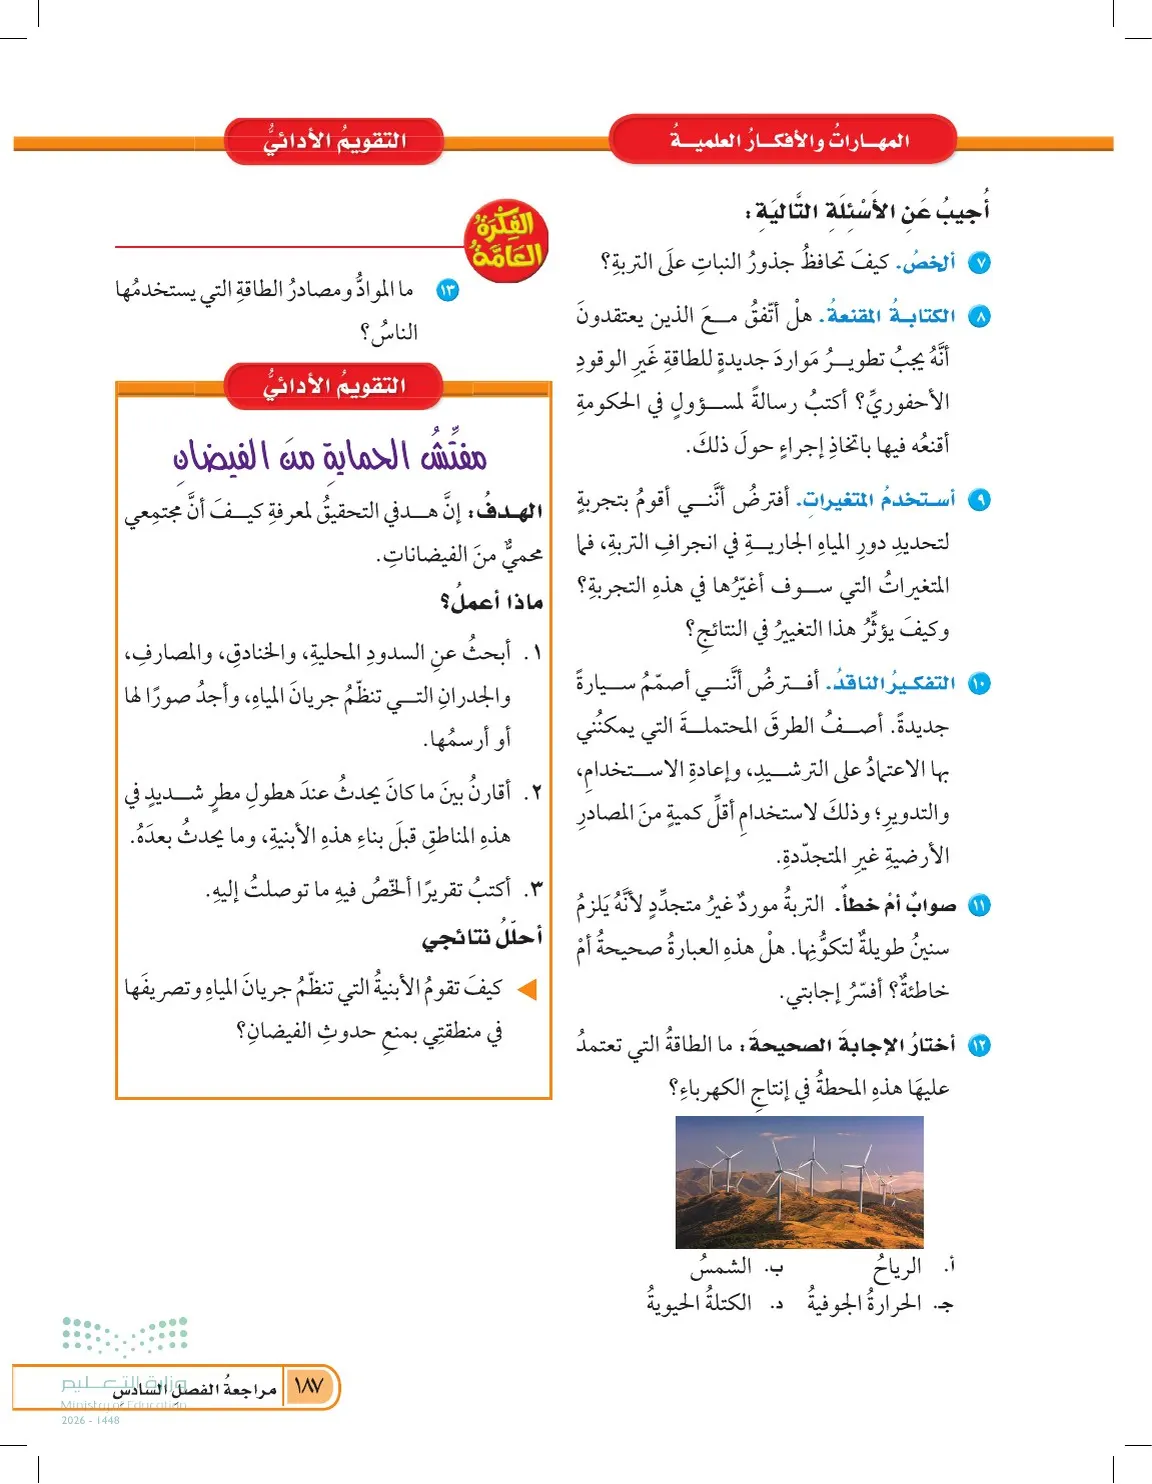 المهاراتُ والأفكارُ العلميةُ
أُجيبُ عَنِ الأَسْئِلَةِ التَّاليَةِ:
٧ ألخصُ. كيفَ تحافظُ جذورُ النباتِ علَى التربةِ؟
٨ الكتابةُ المقنعةُ. هلْ أتّفقُ معَ الذين يعتقدونَ
أنَّهُ يجبُ تطويرُ مَواردَ جديدةٍ للطاقةِ غَيرِ الوقودِ
الأحفوريِّ؟ أكتبُ رسالةً لمسؤولٍ في الحكومةِ
أقنعُه فيها باتخاذِ إجراءٍ حولَ ذلكَ.
٩ أستخدمُ المتغيراتِ. أفترضُ أنَّني أقومُ بتجربةٍ
لتحديدِ دورِ المياهِ الجاريةِ في انجرافِ التربةِ، فما
المتغيراتُ التي سوف أغيّرُها في هذهِ التجربةِ؟
وكيفَ يؤثِّرُ هذا التغييرُ في النتائجِ؟
١٠ التفكيرُ الناقدُ. أفترضُ أنَّني أصمّمُ سيارةً
جديدةً. أصفُ الطرقَ المحتملةَ التي يمكنُني
بها الاعتمادُ على الترشيدِ، وإعادةِ الاستخدامِ،
والتدويرِ؛ وذلكَ لاستخدامِ أقلِّ كميةٍ منَ المصادرِ
الأرضيةِ غيرِ المتجدّدةِ.
١١ صوابٌ أمْ خطأٌ. التربةُ موردٌ غيرُ متجدِّدٍ لأنَّهُ يَلزمُ
سنينُ طويلةٌ لتكوُّنِها. هلْ هذهِ العبارةُ صحيحةٌ أمْ
خاطئةٌ؟ أفسّرُ إجابتي.
١٢ أختارُ الإجابةَ الصحيحةَ: ما الطاقةُ التي تعتمدُ
عليهَا هذهِ المحطةُ في إنتاجِ الكهرباءِ؟
أ. الرياحُ ب. الشمسُ
جـ. الحرارةُ الجوفيةُ د. الكتلةُ الحيويةُ
التقويمُ الأدائيُّ
الفِكْرَةُ
العَامَّةُ
١٣ ما الموادُّ ومصادرُ الطاقةِ التي يستخدمُها
الناسُ؟
التقويمُ الأدائيُّ
مفتِّشُ الحمايةِ منَ الفيضانِ
الهدفُ: إنَّ هدفي التحقيقُ لمعرفةِ كيفَ أنَّ مجتمِعي
محميٌّ منَ الفيضاناتِ.
ماذا أعملُ؟
١. أبحثُ عنِ السدودِ المحليةِ، والخنادقِ، والمصارفِ،
والجدرانِ التي تنظّمُ جريانَ المياهِ، وأجدُ صورًا لها
أو أرسمُها.
٢. أقارنُ بينَ ما كانَ يحدثُ عندَ هطولِ مطرٍ شديدٍ في
هذهِ المناطقِ قبلَ بناءِ هذهِ الأبنيةِ، وما يحدثُ بعدَهُ.
٣. أكتبُ تقريرًا ألخّصُ فيهِ ما توصلتُ إليهِ.
أحلّلُ نتائجي
كيفَ تقومُ الأبنيةُ التي تنظّمُ جريانَ المياهِ وتصريفَها
في منطقتِي بمنعِ حدوثِ الفيضانِ؟
١٨٧ مراجعةُ الفصلِ السادسِ
وزارة التعليم
Ministry of Education
2026 - 1448